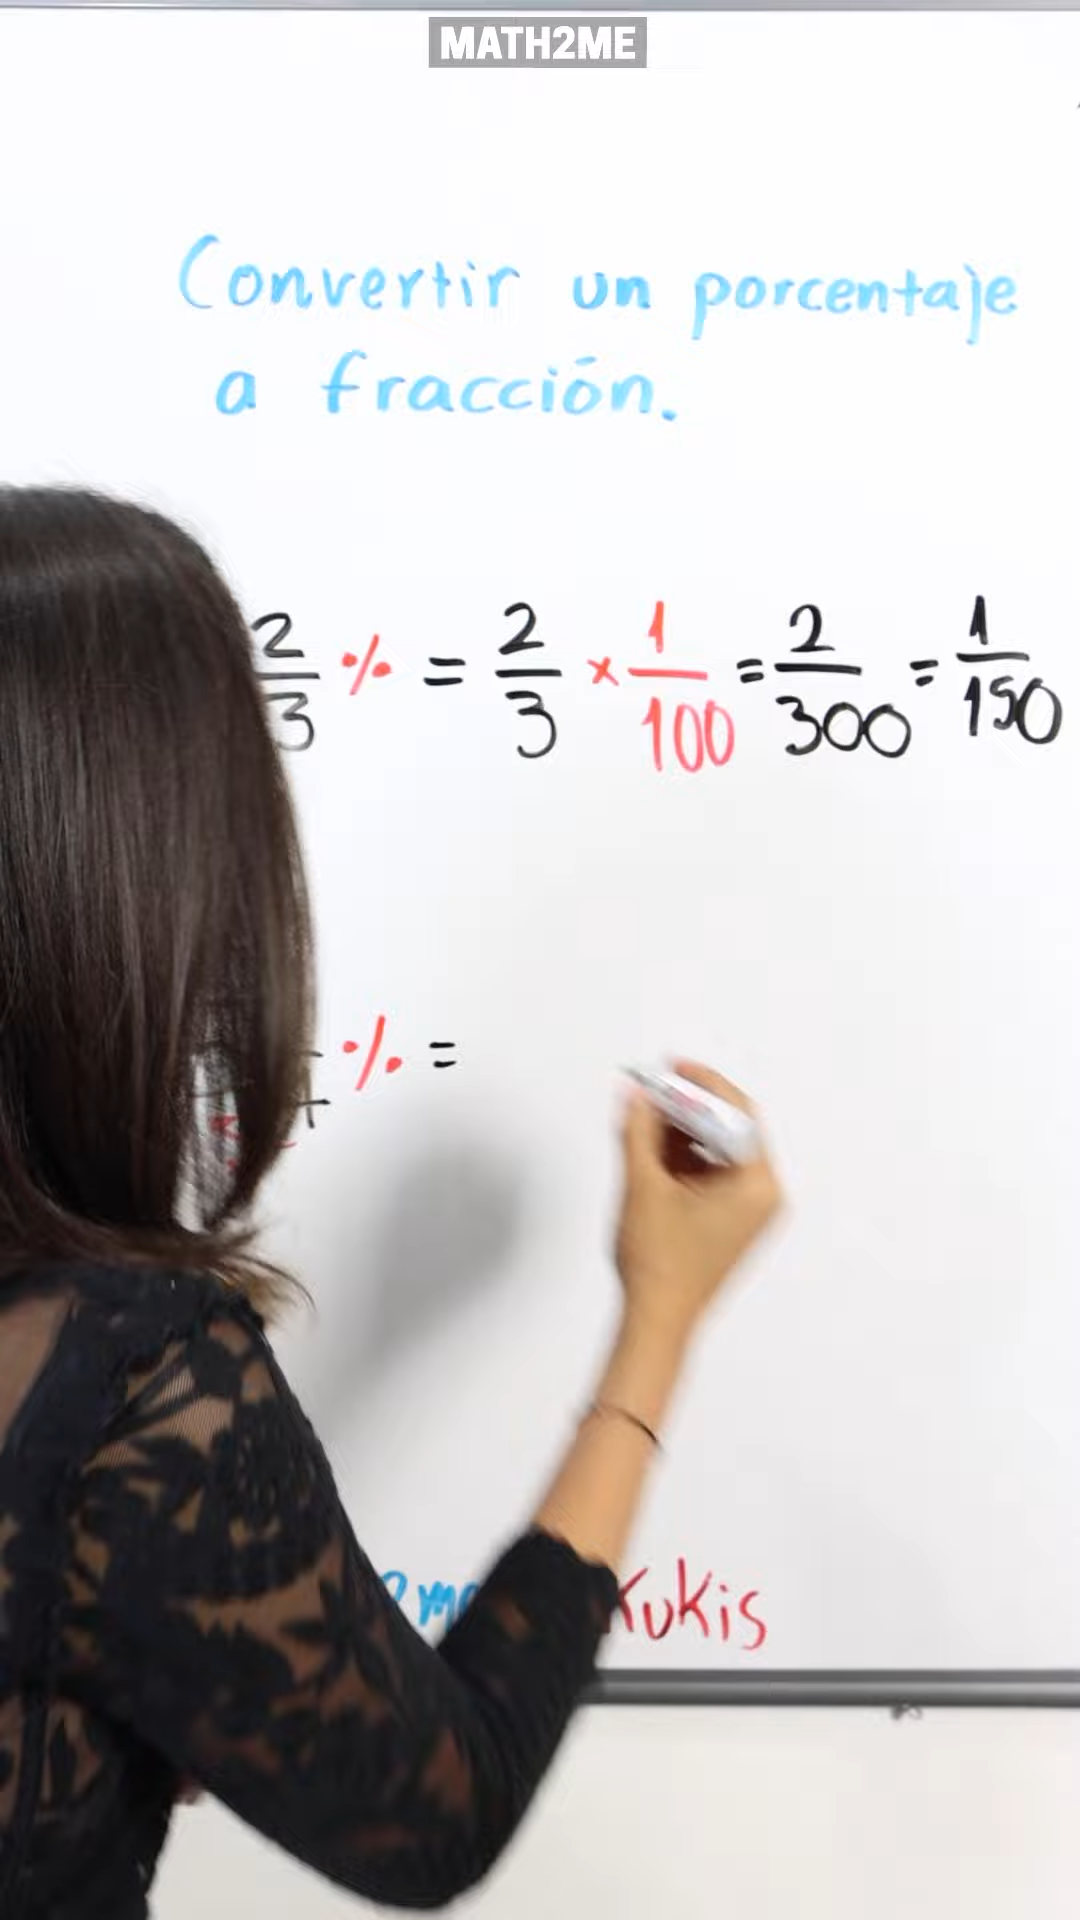 MATH2ME
Convertir un porcentaje
a fracción.
2/3 % = 2/3 × 1/100 = 2/300 = 1/150
% =
Kukis